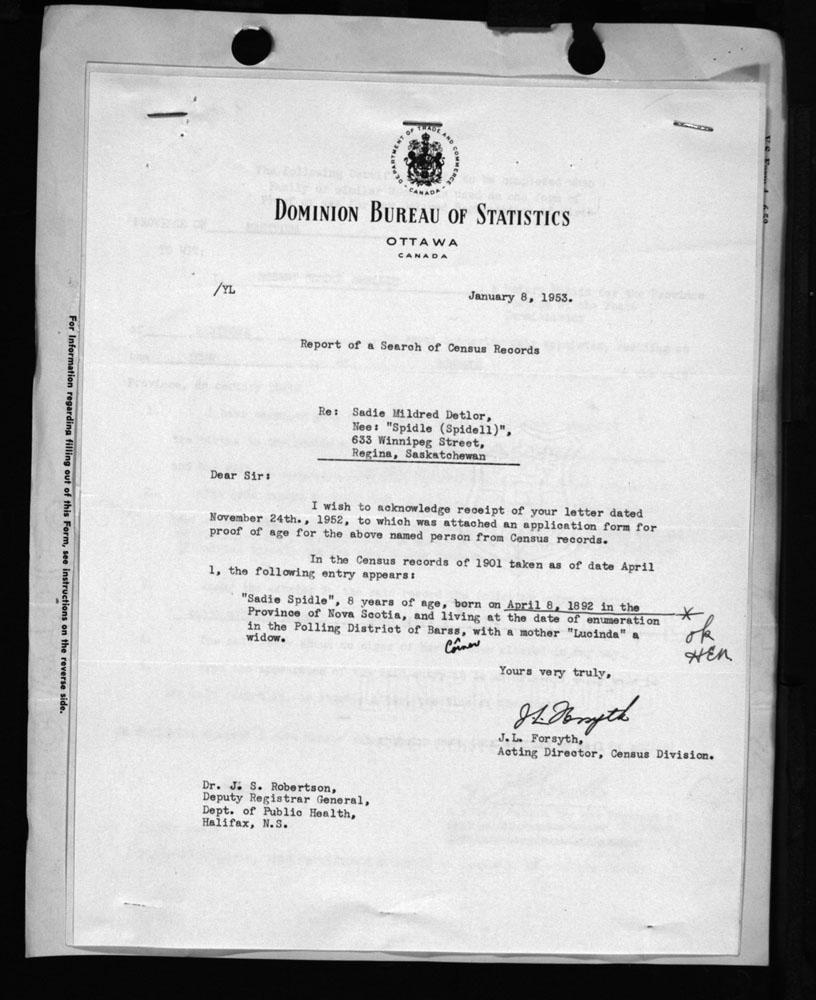 DEPARTMENT OF TRADE AND COMMERCE
CANADA
DOMINION BUREAU OF STATISTICS
OTTAWA
CANADA
/YL
January 8, 1953.
Report of a Search of Census Records
Re: Sadie Mildred Detlor,
Nee: "Spidle (Spidell)",
633 Winnipeg Street,
Regina, Saskatchewan
Dear Sir:
I wish to acknowledge receipt of your letter dated
November 24th., 1952, to which was attached an application form for
proof of age for the above named person from Census records.
In the Census records of 1901 taken as of date April
1, the following entry appears:
"Sadie Spidle", 8 years of age, born on April 8, 1892 in the
Province of Nova Scotia, and living at the date of enumeration
in the Polling District of Barss, with a mother "Lucinda" a
widow.
Corner
ok
HEN
Yours very truly,
J.L. Forsyth
J.L. Forsyth,
Acting Director, Census Division.
Dr. J. S. Robertson,
Deputy Registrar General,
Dept. of Public Health,
Halifax, N.S.
For information regarding filling out of this Form, see instructions on the reverse side.